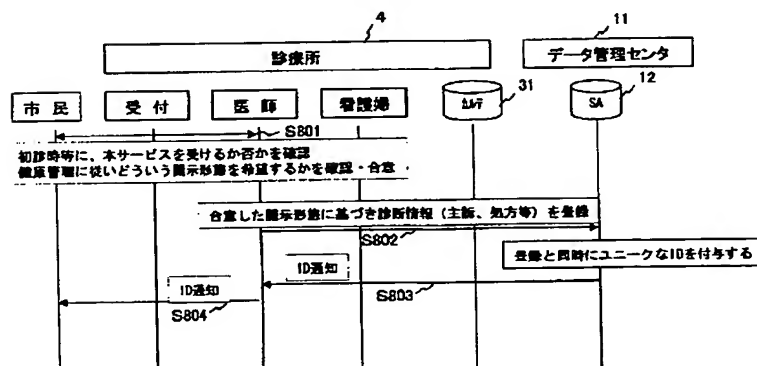 4
11
診療所
データ管理センタ
31
12
市民
受付
医師
看護婦
カルテ
SA
S801
初診時等に、本サービスを受けるか否かを確認
健康管理に従いどういう開示形態を希望するかを確認・合意
合意した開示形態に基づき診断情報（主訴、処方等）を登録
S802
登録と同時にユニークなIDを付与する
ID通知
ID通知
S803
S804